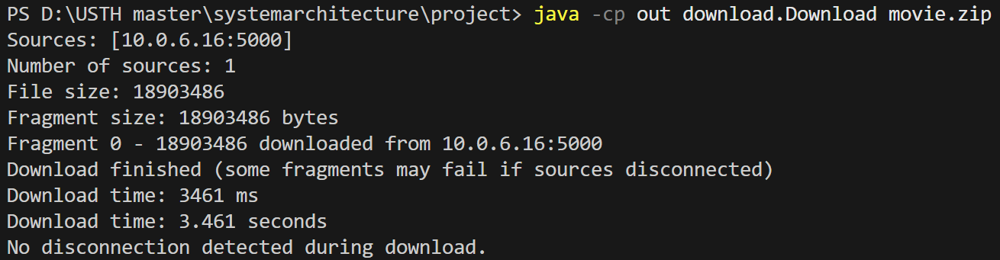 PS D:\USTH master\systemarchitecture\project> java -cp out download.Download movie.zip
Sources: [10.0.6.16:5000]
Number of sources: 1
File size: 18903486
Fragment size: 18903486 bytes
Fragment 0 - 18903486 downloaded from 10.0.6.16:5000
Download finished (some fragments may fail if sources disconnected)
Download time: 3461 ms
Download time: 3.461 seconds
No disconnection detected during download.